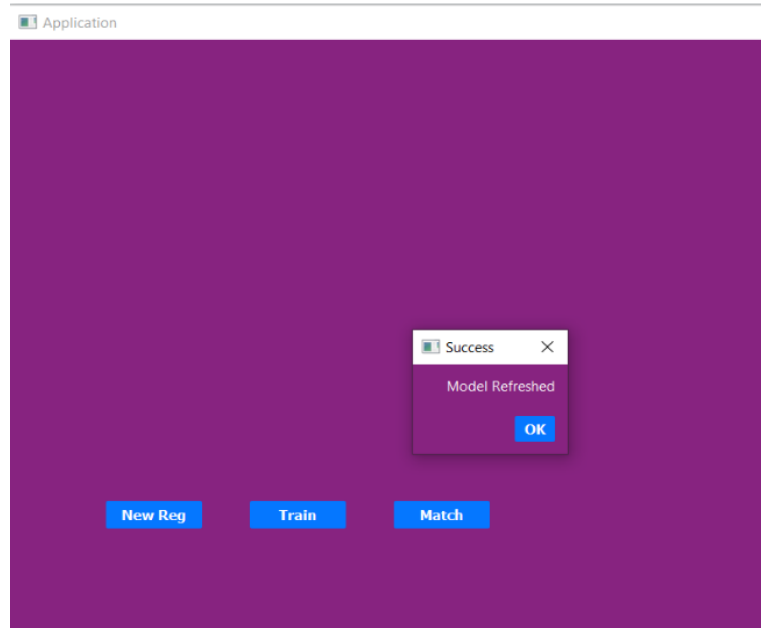 Application
Success
Model Refreshed
OK
New Reg Train Match